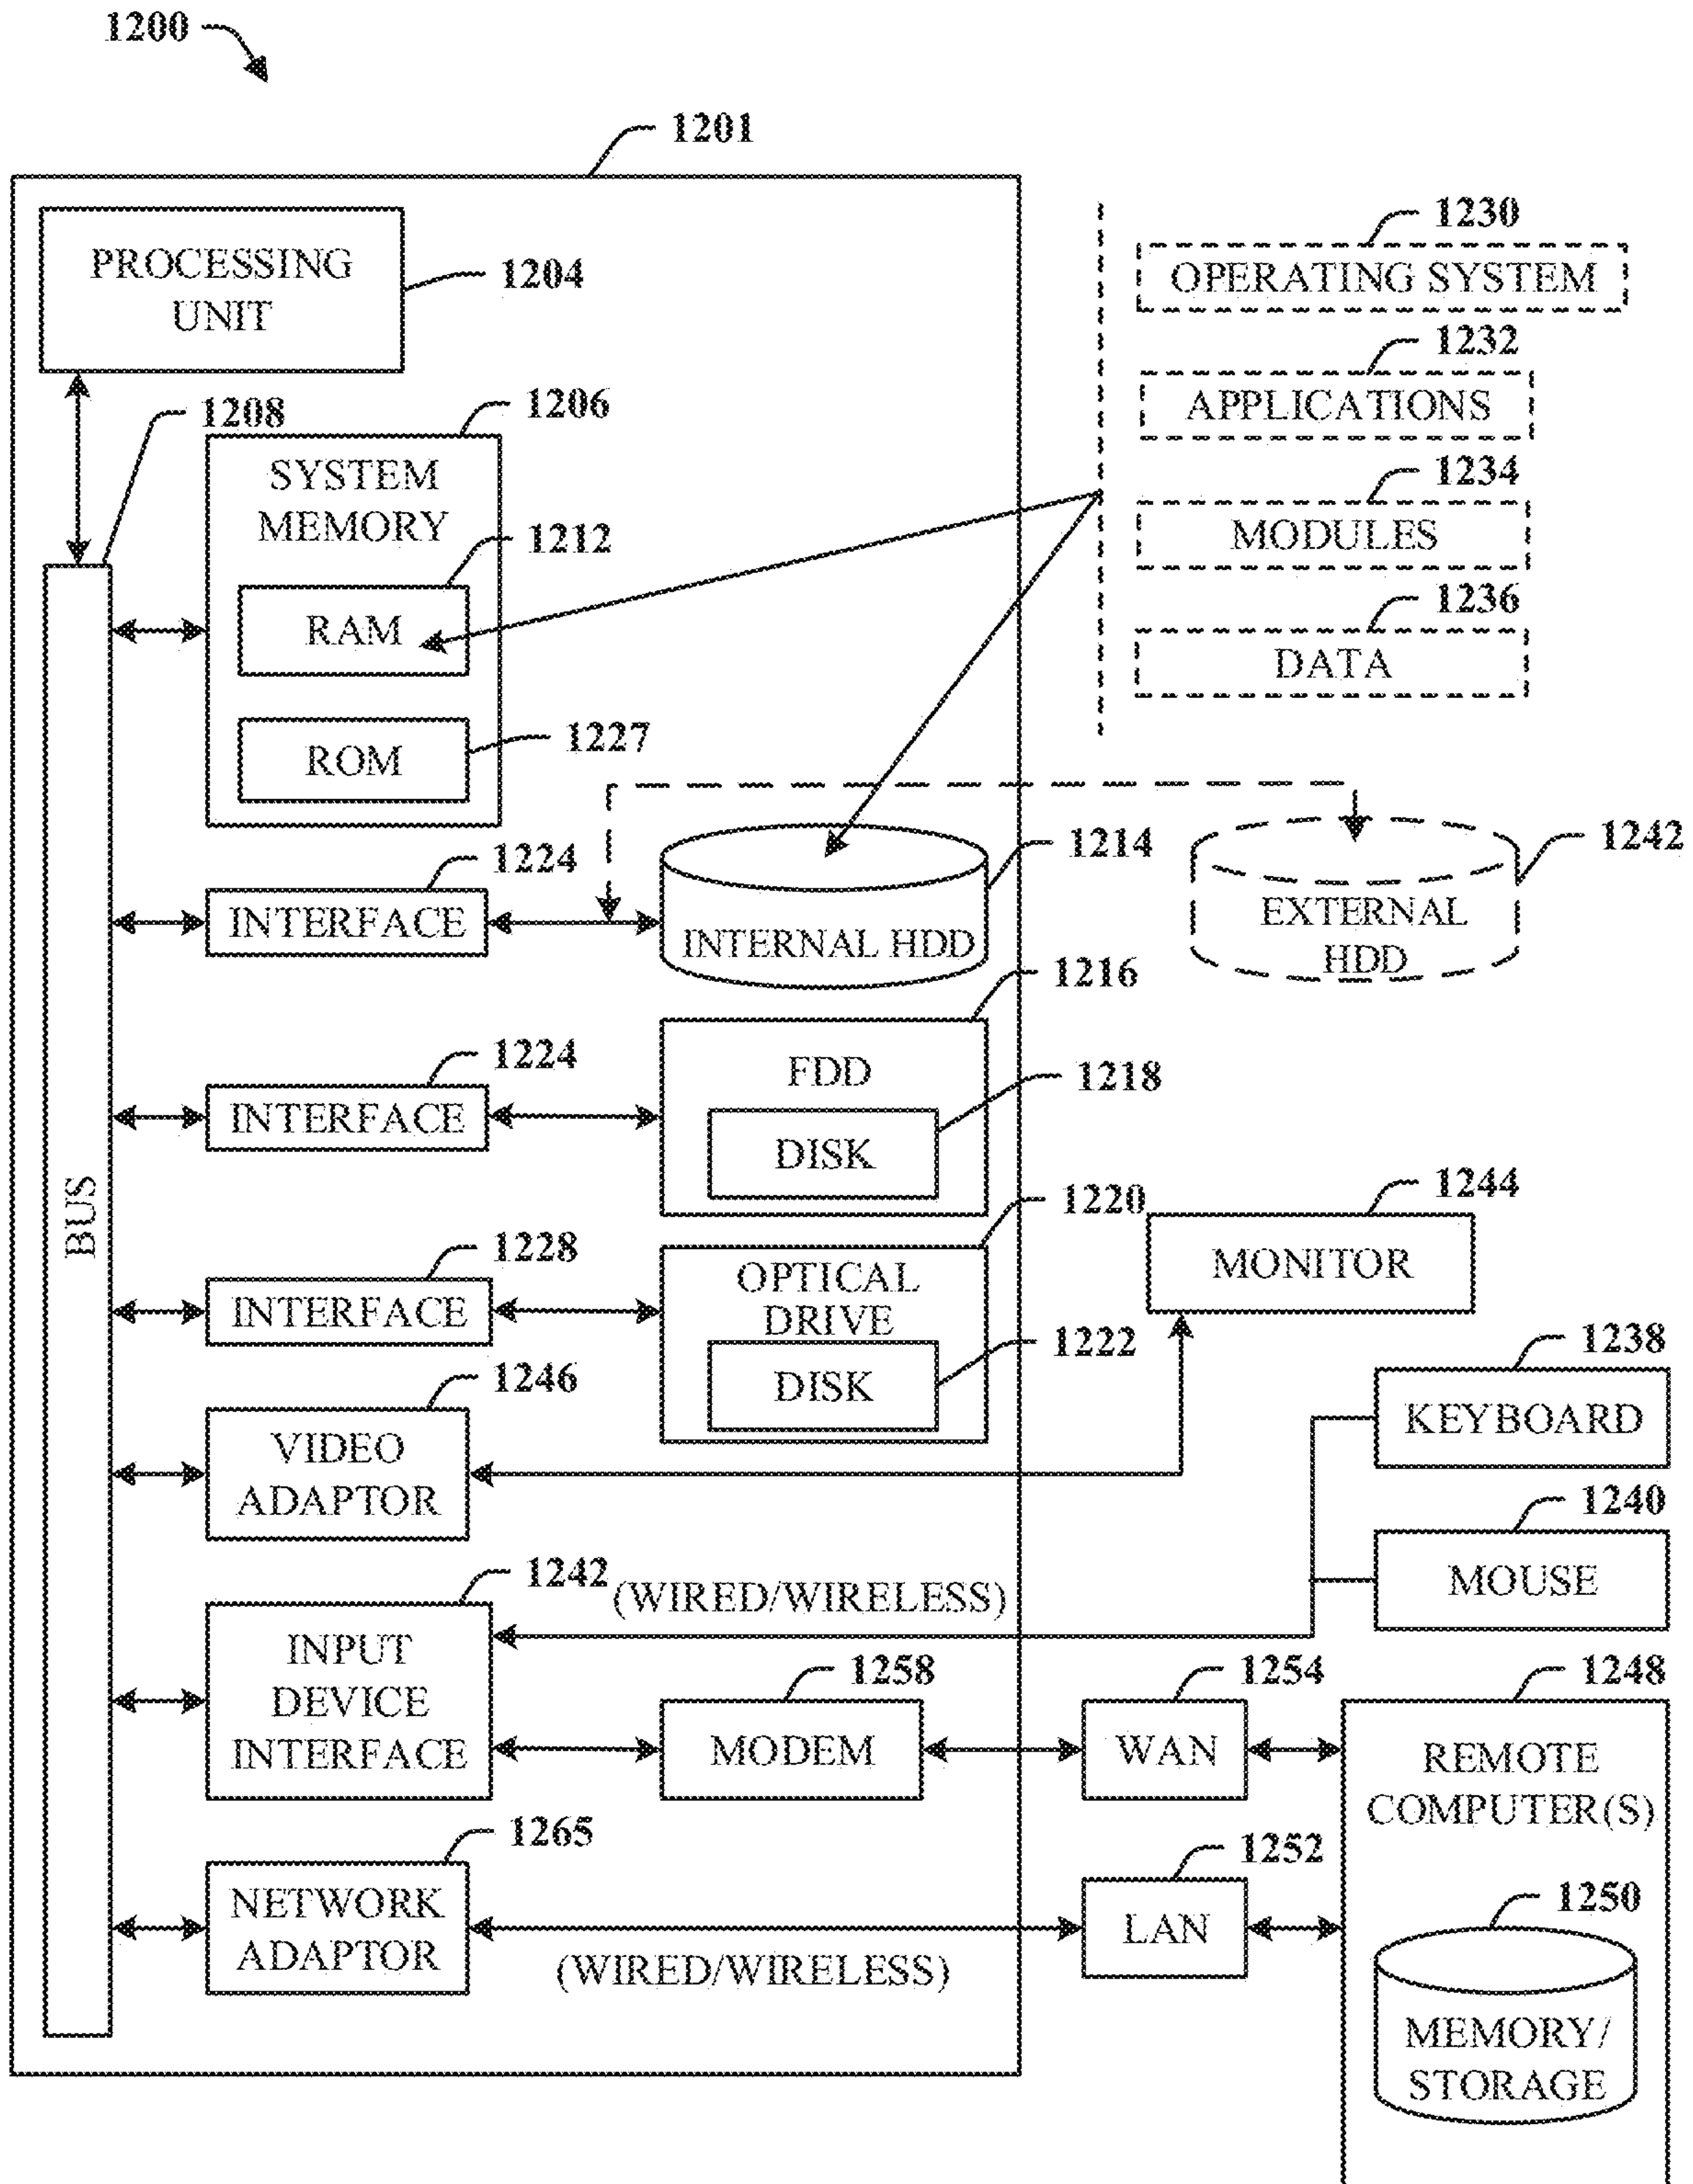 1200
1201
PROCESSING
UNIT
1204
1230
OPERATING SYSTEM
1232
APPLICATIONS
1234
MODULES
1236
DATA
1208
1206
SYSTEM
MEMORY
1212
RAM
1227
ROM
1224
INTERFACE
1214
INTERNAL HDD
1242
EXTERNAL
HDD
1216
1224
INTERFACE
FDD
1218
DISK
BUS
1220
1244
MONITOR
1228
INTERFACE
OPTICAL
DRIVE
1222
DISK
1238
KEYBOARD
1246
VIDEO
ADAPTOR
1240
MOUSE
1242
(WIRED/WIRELESS)
INPUT
DEVICE
INTERFACE
1258
MODEM
1254
WAN
1248
REMOTE
COMPUTER(S)
1265
NETWORK
ADAPTOR
(WIRED/WIRELESS)
1252
LAN
1250
MEMORY/
STORAGE